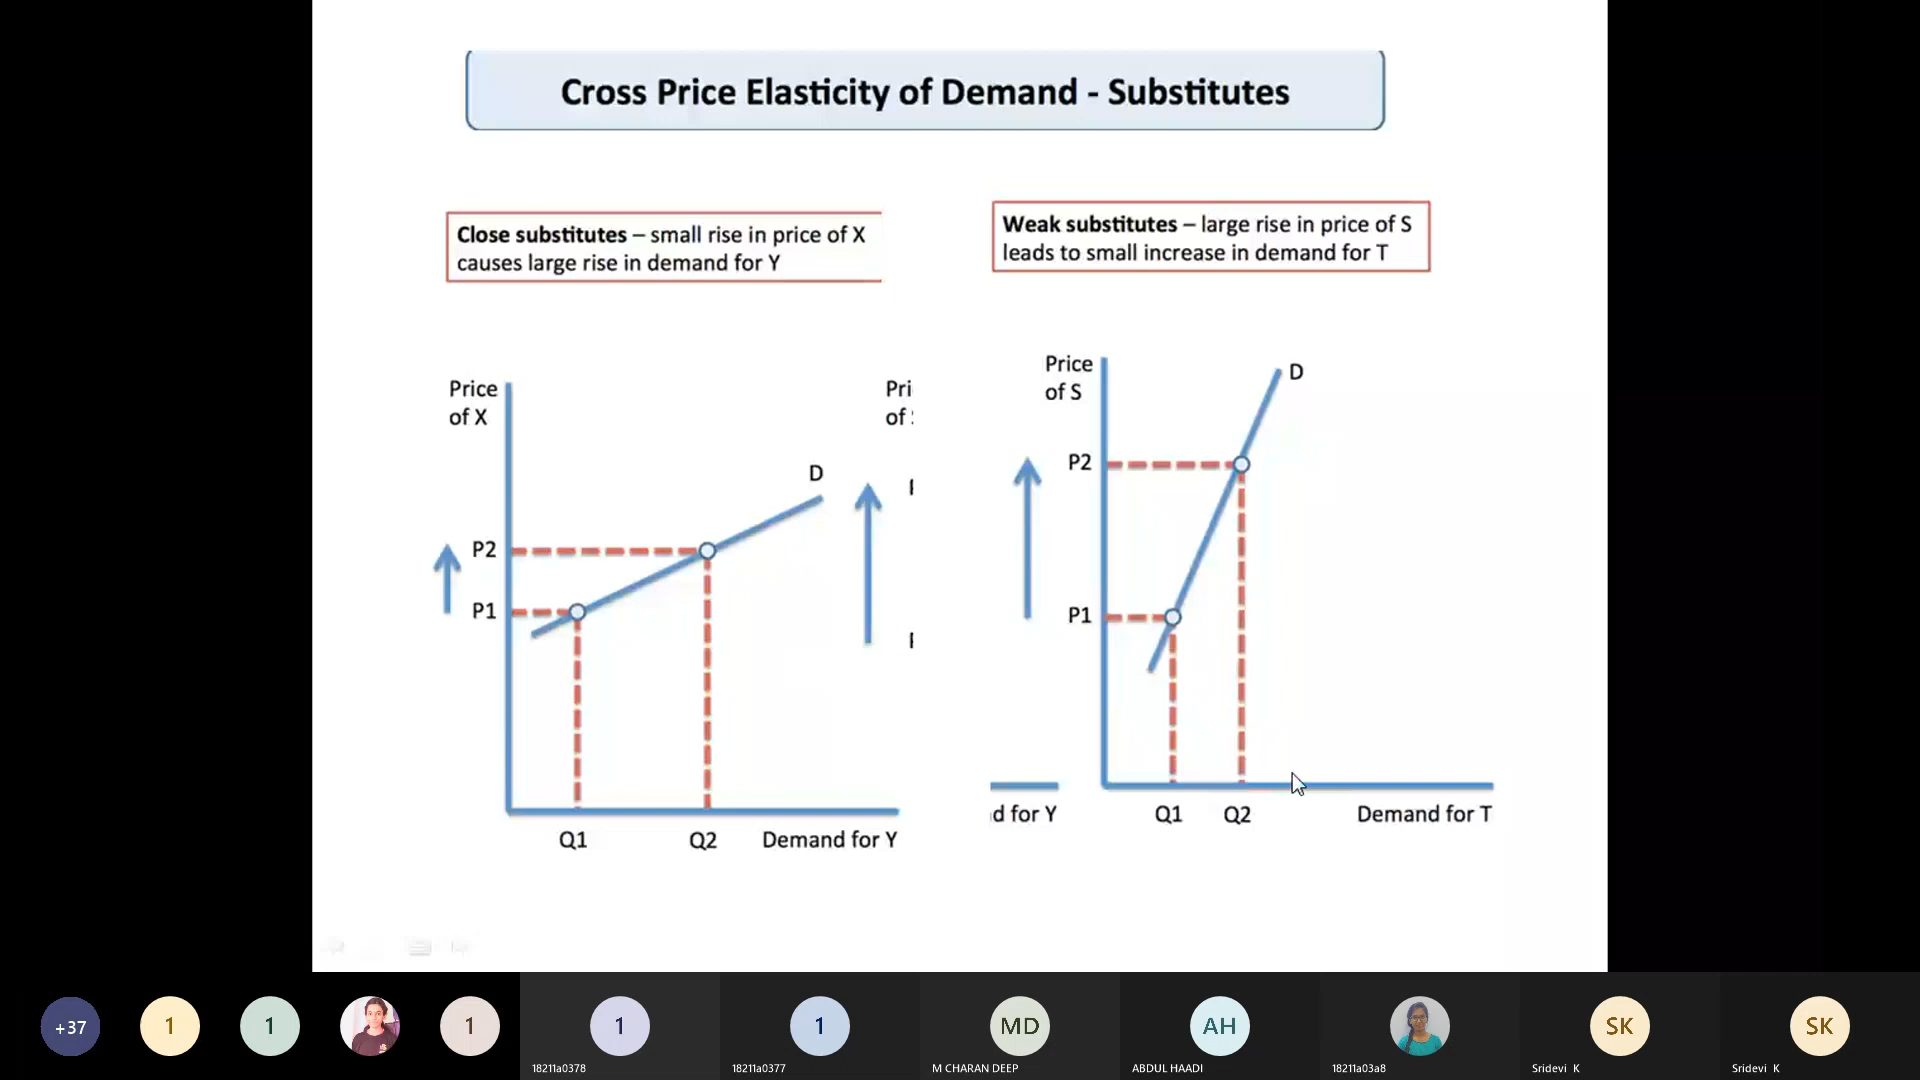 Cross Price Elasticity of Demand - Substitutes
Close substitutes – small rise in price of X
causes large rise in demand for Y
Weak substitutes – large rise in price of S
leads to small increase in demand for T
Price
of X
D
P2
P1
Q1
Q2
Demand for Y
Pri
of
d for Y
Price
of S
D
P2
P1
Q1
Q2
Demand for T
+37
1
1
1
1
18211a0378
1
18211a0377
MD
M CHARAN DEEP
AH
ABDUL HAADI
18211a03a8
SK
Sridevi K
SK
Sridevi K